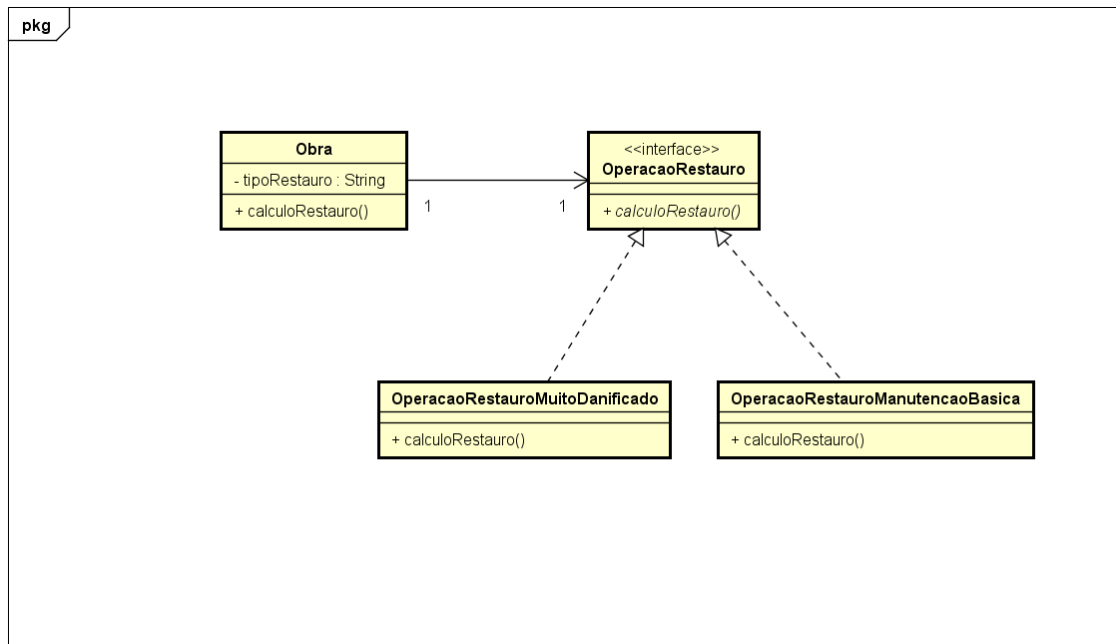 pkg
Obra
- tipoRestauro : String
+ calculoRestauro()
1
1
<<interface>>
OperacaoRestauro
+ calculoRestauro()
OperacaoRestauroMuitoDanificado
+ calculoRestauro()
OperacaoRestauroManutencaoBasica
+ calculoRestauro()